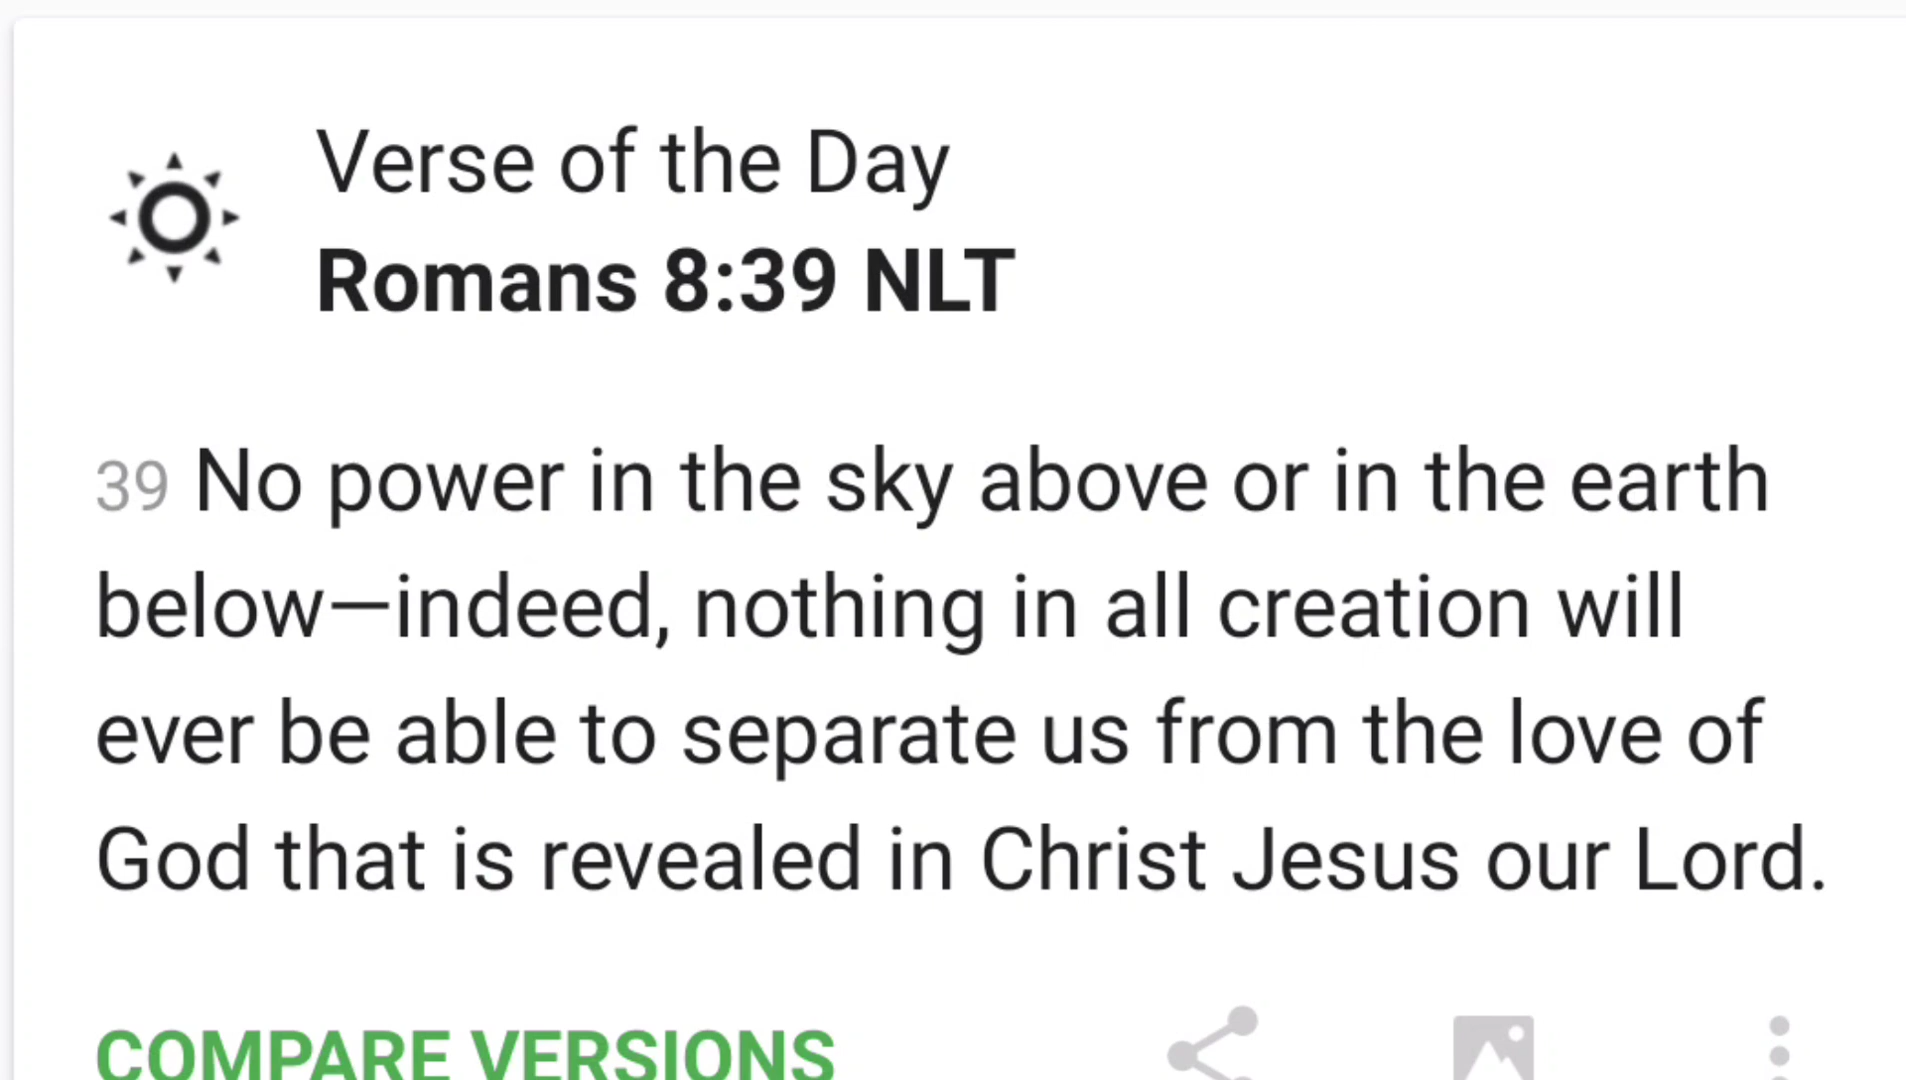 Verse of the Day
Romans 8:39 NLT
39 No power in the sky above or in the earth
below—indeed, nothing in all creation will
ever be able to separate us from the love of
God that is revealed in Christ Jesus our Lord.
COMPARE VERSIONS